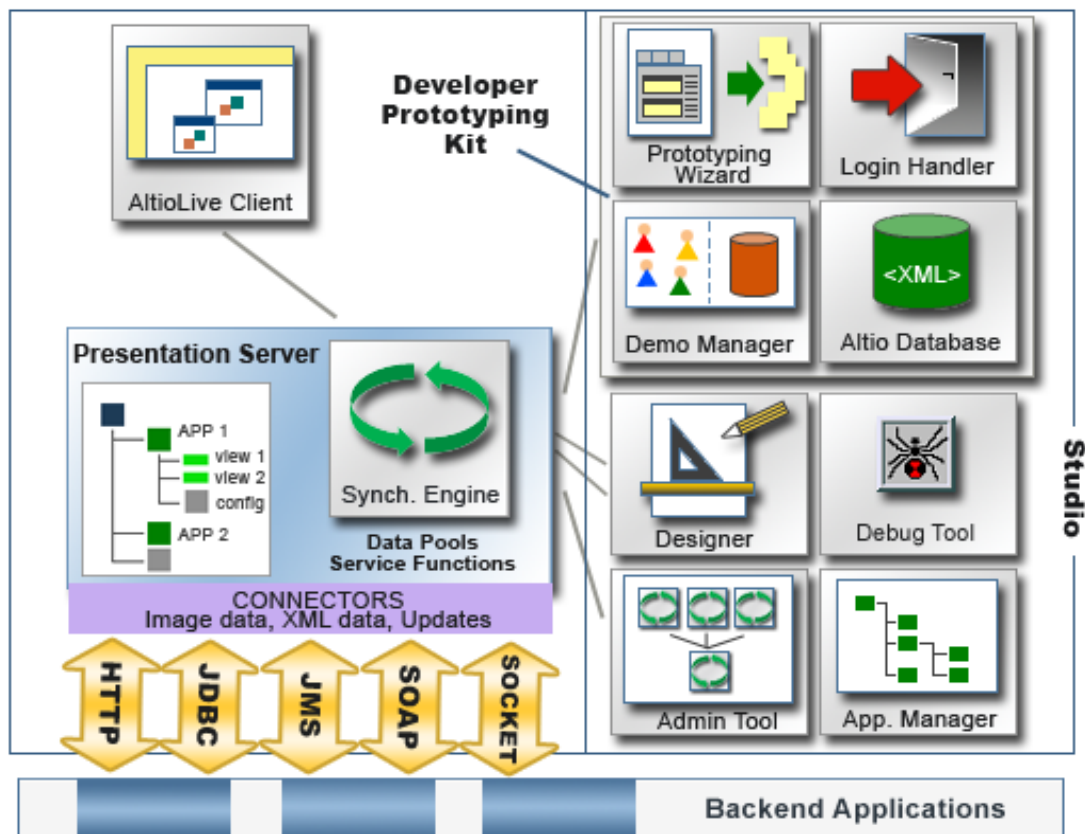 AltioLive Client
Developer
Prototyping
Kit
Prototyping
Wizard
Login Handler
Demo Manager
<XML>
Altio Database
Presentation Server
APP 1
view 1
view 2
config
APP 2
Synch. Engine
Data Pools
Service Functions
CONNECTORS
Image data, XML data, Updates
HTTP
JDBC
JMS
SOAP
SOCKET
Designer
Debug Tool
Admin Tool
App. Manager
Studio
Backend Applications